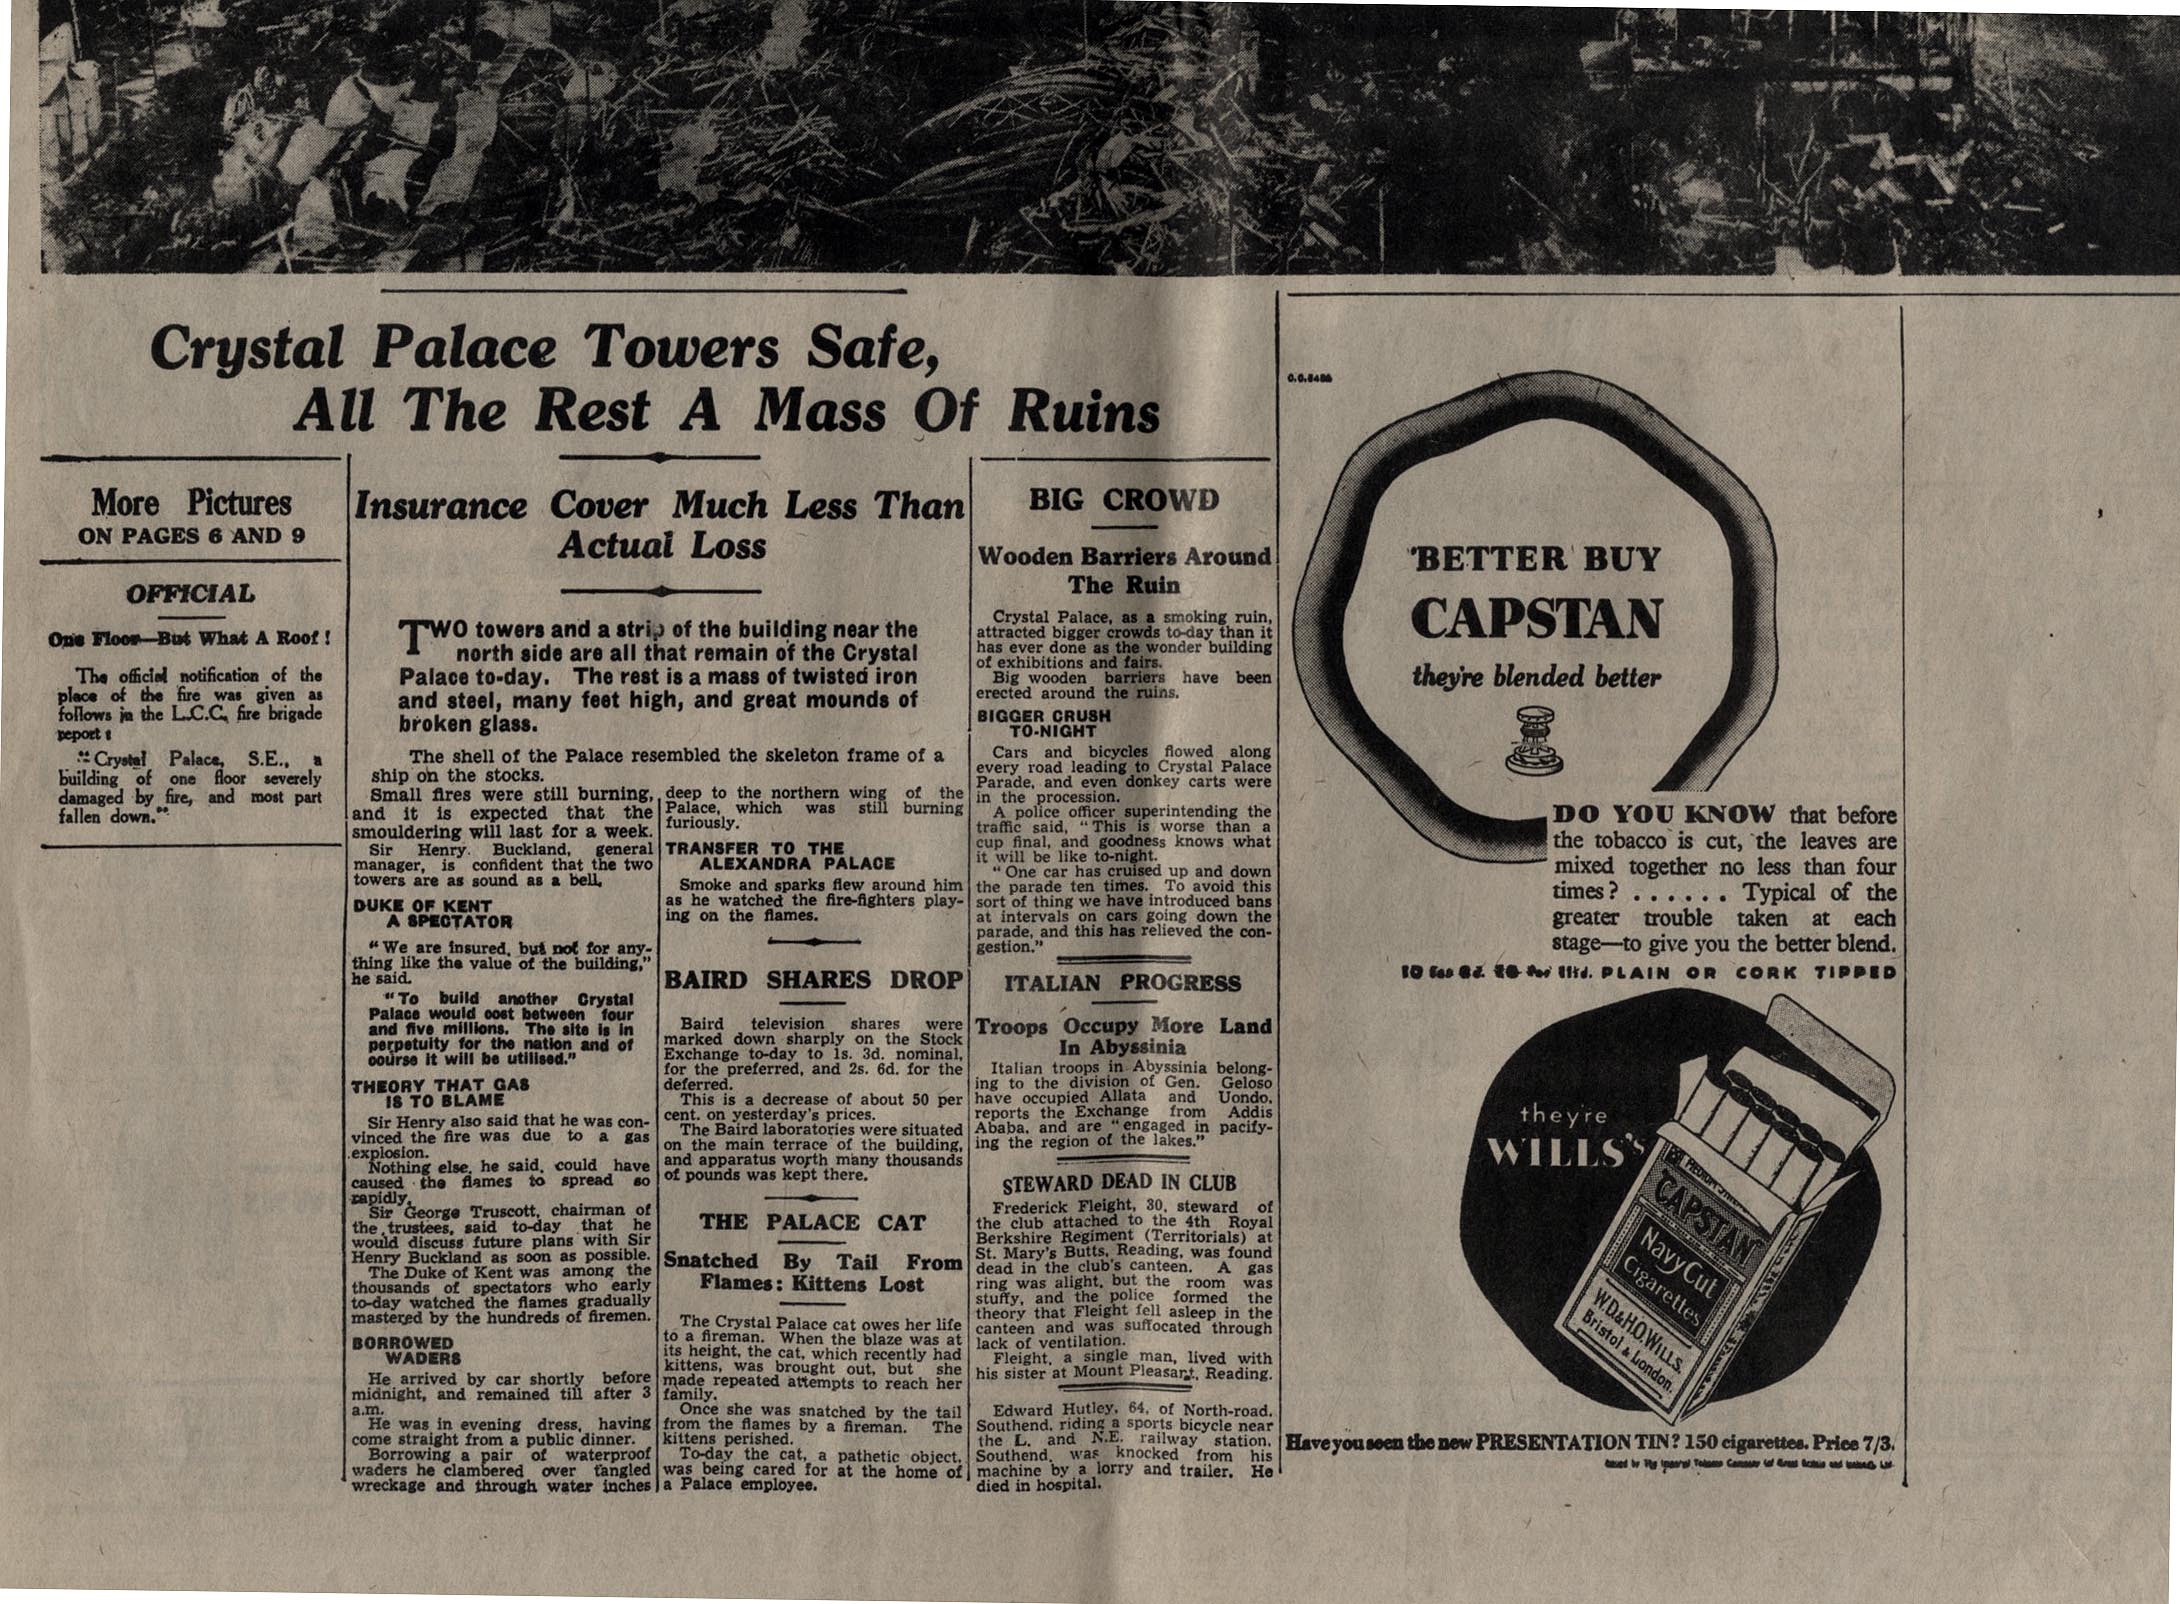 Crystal Palace Towers Safe,
All The Rest A Mass Of Ruins
More Pictures
ON PAGES 6 AND 9
OFFICIAL
One Floor—But What A Roof!
The official notification of the
place of the fire was given as
follows in the L.C.C. fire brigade
report:
"Crystal Palace, S.E., a
building of one floor severely
damaged by fire, and most part
fallen down."
Insurance Cover Much Less Than
Actual Loss
TWO towers and a strip of the building near the
north side are all that remain of the Crystal
Palace to-day. The rest is a mass of twisted iron
and steel, many feet high, and great mounds of
broken glass.
The shell of the Palace resembled the skeleton frame of a
ship on the stocks.
Small fires were still burning,
and it is expected that the
smouldering will last for a week.
Sir Henry Buckland, general
manager, is confident that the two
towers are as sound as a bell.
DUKE OF KENT
A SPECTATOR
"We are insured, but not for any-
thing like the value of the building,"
he said.
"To build another Crystal
Palace would cost between four
and five millions. The site is in
perpetuity for the nation and of
course it will be utilised."
THEORY THAT GAS
IS TO BLAME
Sir Henry also said that he was con-
vinced the fire was due to a gas
explosion.
Nothing else, he said, could have
caused the flames to spread so
rapidly.
Sir George Truscott, chairman of
the trustees, said to-day that he
would discuss future plans with Sir
Henry Buckland as soon as possible.
The Duke of Kent was among the
thousands of spectators who early
to-day watched the flames gradually
mastered by the hundreds of firemen.
BORROWED
WADERS
He arrived by car shortly before
midnight, and remained till after 3
a.m.
He was in evening dress, having
come straight from a public dinner.
Borrowing a pair of waterproof
waders he clambered over tangled
wreckage and through water inches
deep to the northern wing of the
Palace, which was still burning
furiously.
TRANSFER TO THE
ALEXANDRA PALACE
Smoke and sparks flew around him
as he watched the fire-fighters play-
ing on the flames.
BAIRD SHARES DROP
Baird television shares were
marked down sharply on the Stock
Exchange to-day to 1s. 3d. nominal,
for the preferred, and 2s. 6d. for the
deferred.
This is a decrease of about 50 per
cent. on yesterday's prices.
The Baird laboratories were situated
on the main terrace of the building,
and apparatus worth many thousands
of pounds was kept there.
THE PALACE CAT
Snatched By Tail From
Flames: Kittens Lost
The Crystal Palace cat owes her life
to a fireman. When the blaze was at
its height, the cat, which recently had
kittens, was brought out, but she
made repeated attempts to reach her
family.
Once she was snatched by the tail
from the flames by a fireman. The
kittens perished.
To-day the cat, a pathetic object,
was being cared for at the home of
a Palace employee.
BIG CROWD
Wooden Barriers Around
The Ruin
Crystal Palace, as a smoking ruin,
attracted bigger crowds to-day than it
has ever done as the wonder building
of exhibitions and fairs.
Big wooden barriers have been
erected around the ruins.
BIGGER CRUSH
TO-NIGHT
Cars and bicycles flowed along
every road leading to Crystal Palace
Parade, and even donkey carts were
in the procession.
A police officer superintending the
traffic said, "This is worse than a
cup final, and goodness knows what
it will be like to-night.
"One car has cruised up and down
the parade ten times. To avoid this
sort of thing we have introduced bans
at intervals on cars going down the
parade, and this has relieved the con-
gestion."
ITALIAN PROGRESS
Troops Occupy More Land
In Abyssinia
Italian troops in Abyssinia belong-
ing to the division of Gen. Geloso
have occupied Allata and Uondo,
reports the Exchange from Addis
Ababa, and are "engaged in pacify-
ing the region of the lakes."
STEWARD DEAD IN CLUB
Frederick Fleight, 30, steward of
the club attached to the 4th Royal
Berkshire Regiment (Territorials) at
St. Mary's Butts, Reading, was found
dead in the club's canteen. A gas
ring was alight, but the room was
stuffy, and the police formed the
theory that Fleight fell asleep in the
canteen and was suffocated through
lack of ventilation.
Fleight, a single man, lived with
his sister at Mount Pleasant, Reading.
Edward Hutley, 64, of North-road,
Southend, riding a sports bicycle near
the L. and N.E. railway station,
Southend, was knocked from his
machine by a lorry and trailer. He
died in hospital.
C.C.848B
'BETTER BUY
CAPSTAN
they're blended better
DO YOU KNOW that before
the tobacco is cut, the leaves are
mixed together no less than four
times? ...... Typical of the
greater trouble taken at each
stage—to give you the better blend.
10 for 6d. 20 for 11½d. PLAIN OR CORK TIPPED
they're
WILLS'S
MEDIUM
CAPSTAN
Navy Cut
Cigarettes
W.D.& H.O. WILLS.
Bristol & London.
Have you seen the new PRESENTATION TIN? 150 cigarettes. Price 7/3.
Issued by The Imperial Tobacco Company (of Great Britain and Ireland), Ltd.